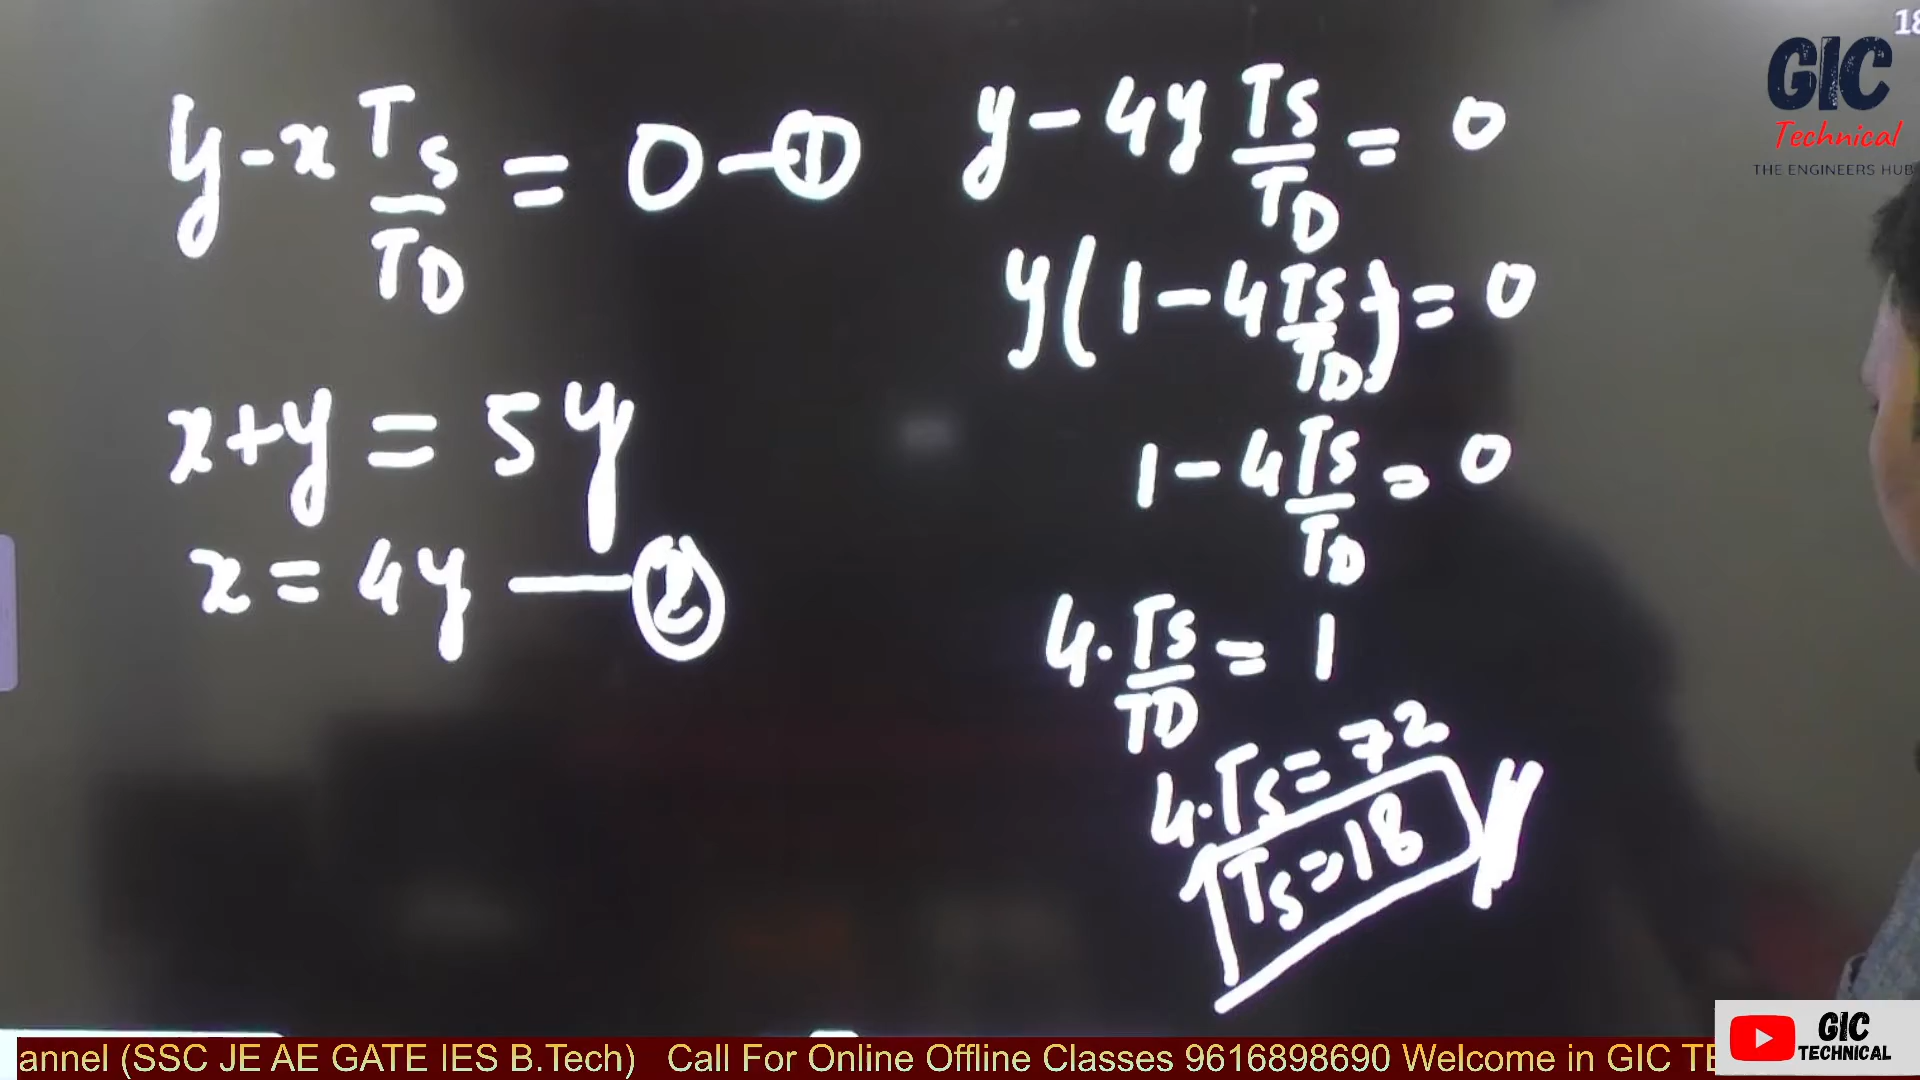 18
GIC
Technical
THE ENGINEERS HUB
y - x Ts/TD = 0 - ①
x + y = 5y
x = 4y — ②
y - 4y Ts/TD = 0
y(1 - 4 Ts/TD) = 0
1 - 4 Ts/TD = 0
4. Ts/TD = 1
4. Ts = 72
Ts = 18
annel (SSC JE AE GATE IES B.Tech) Call For Online Offline Classes 9616898690 Welcome in GIC TE
GIC
TECHNICAL